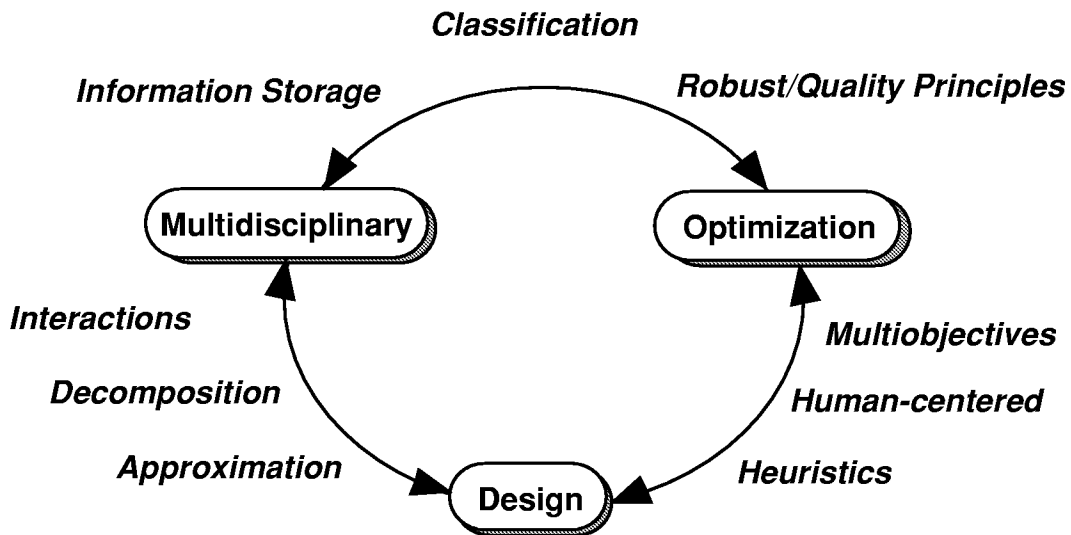 Classification
Information Storage
Robust/Quality Principles
Multidisciplinary
Optimization
Interactions
Multiobjectives
Decomposition
Human-centered
Approximation
Heuristics
Design